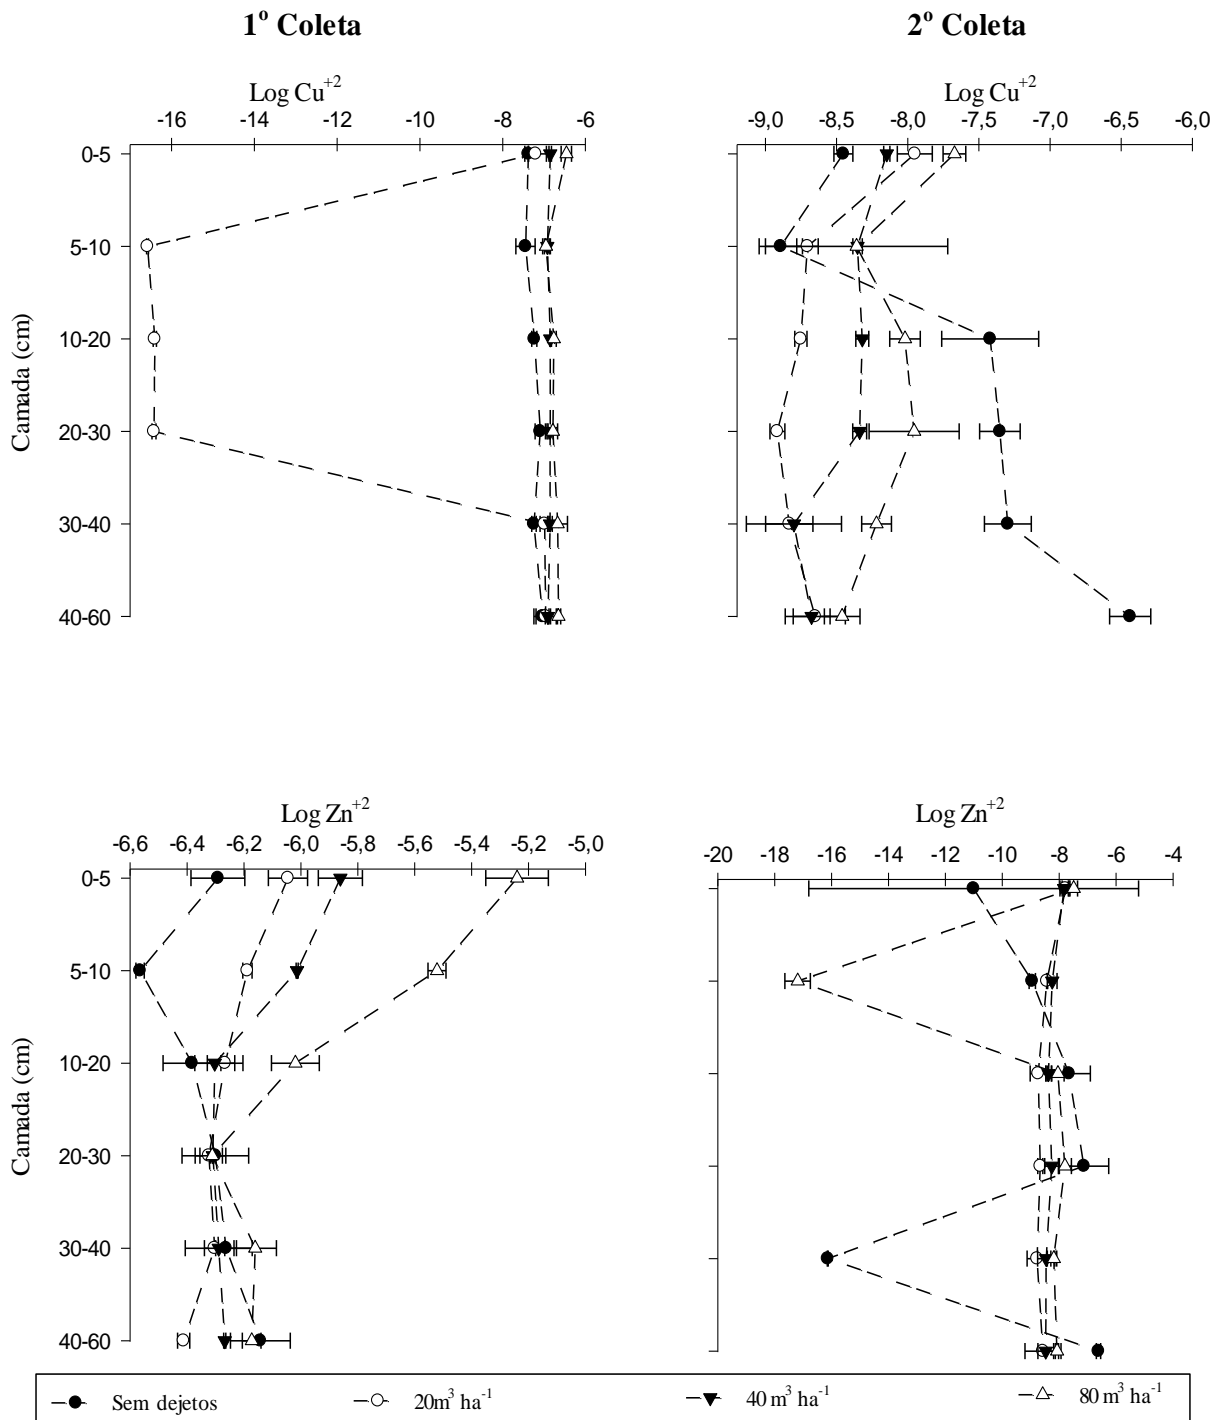 1º Coleta
2º Coleta
Log Cu+2
Log Cu+2
-16 -14 -12 -10 -8 -6
-9,0 -8,5 -8,0 -7,5 -7,0 -6,5 -6,0
0-5
5-10
10-20
20-30
30-40
40-60
Camada (cm)
Log Zn+2
Log Zn+2
-6,6 -6,4 -6,2 -6,0 -5,8 -5,6 -5,4 -5,2 -5,0
-20 -18 -16 -14 -12 -10 -8 -6 -4
0-5
5-10
10-20
20-30
30-40
40-60
Camada (cm)
Sem dejetos 20m³ ha⁻¹ 40 m³ ha⁻¹ 80 m³ ha⁻¹